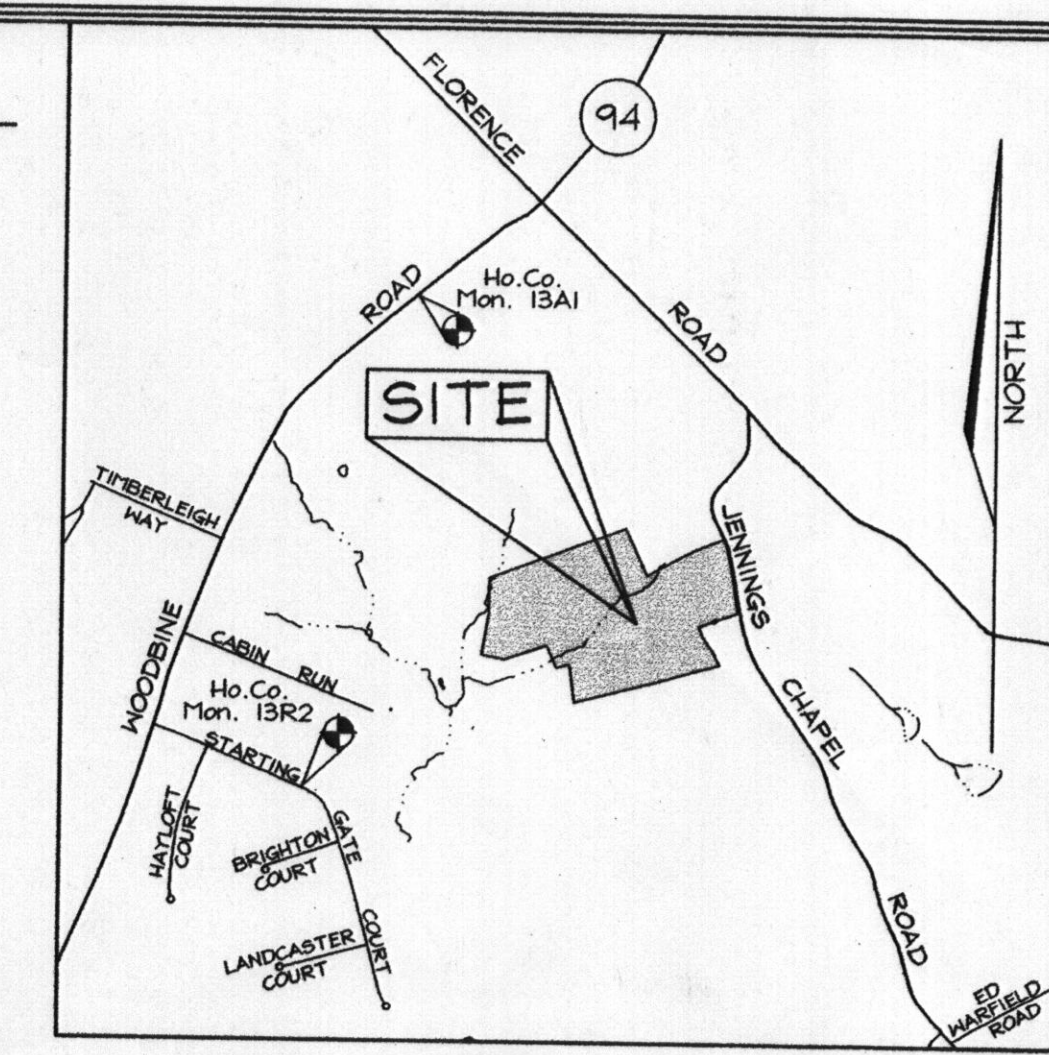 FLORENCE
94
ROAD
Ho.Co.
Mon. 13A1
ROAD
SITE
NORTH
TIMBERLEIGH
WAY
JENNINGS
WOODBINE
CABIN RUN
Ho.Co.
Mon. 13R2
STARTING
CHAPEL
HAYLOFT
COURT
GATE
BRIGHTON
COURT
COURT
LANDCASTER
COURT
ROAD
ED
WARFIELD
ROAD